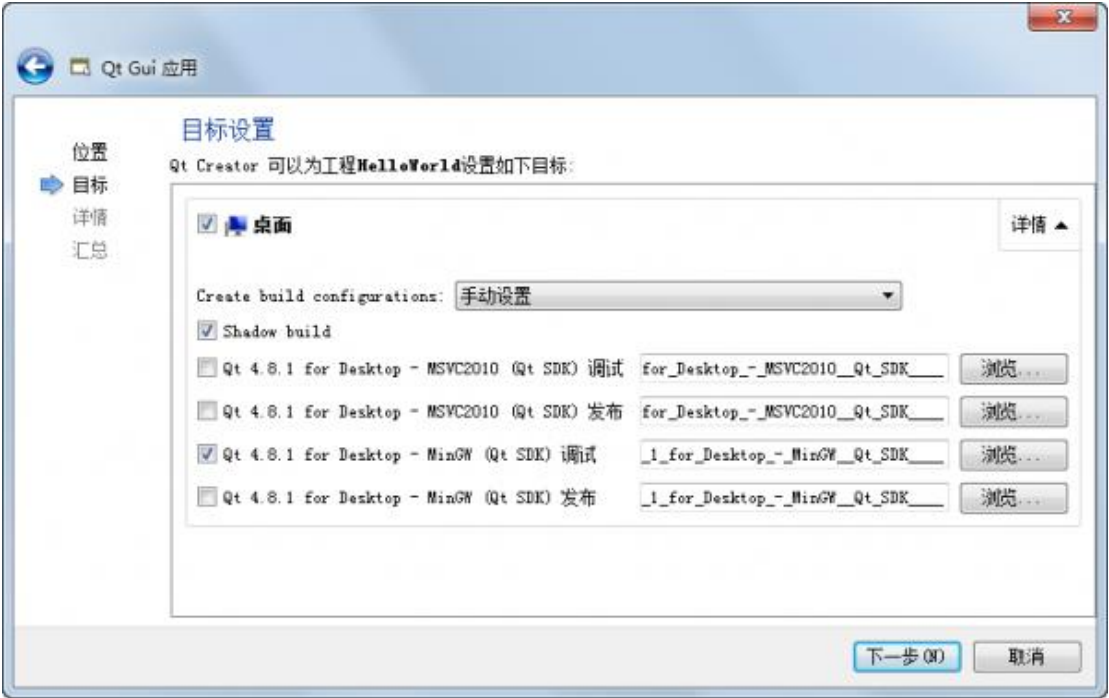 Qt Gui 应用
位置
目标
详情
汇总
目标设置
Qt Creator 可以为工程HelloWorld设置如下目标:
桌面
详情
Create build configurations: 手动设置
Shadow build
Qt 4.8.1 for Desktop - MSVC2010 (Qt SDK) 调试 for_Desktop_-_MSVC2010__Qt_SDK____ 浏览...
Qt 4.8.1 for Desktop - MSVC2010 (Qt SDK) 发布 for_Desktop_-_MSVC2010__Qt_SDK____ 浏览...
Qt 4.8.1 for Desktop - MinGW (Qt SDK) 调试 _1_for_Desktop_-_MinGW__Qt_SDK____ 浏览...
Qt 4.8.1 for Desktop - MinGW (Qt SDK) 发布 _1_for_Desktop_-_MinGW__Qt_SDK____ 浏览...
下一步(N) 取消